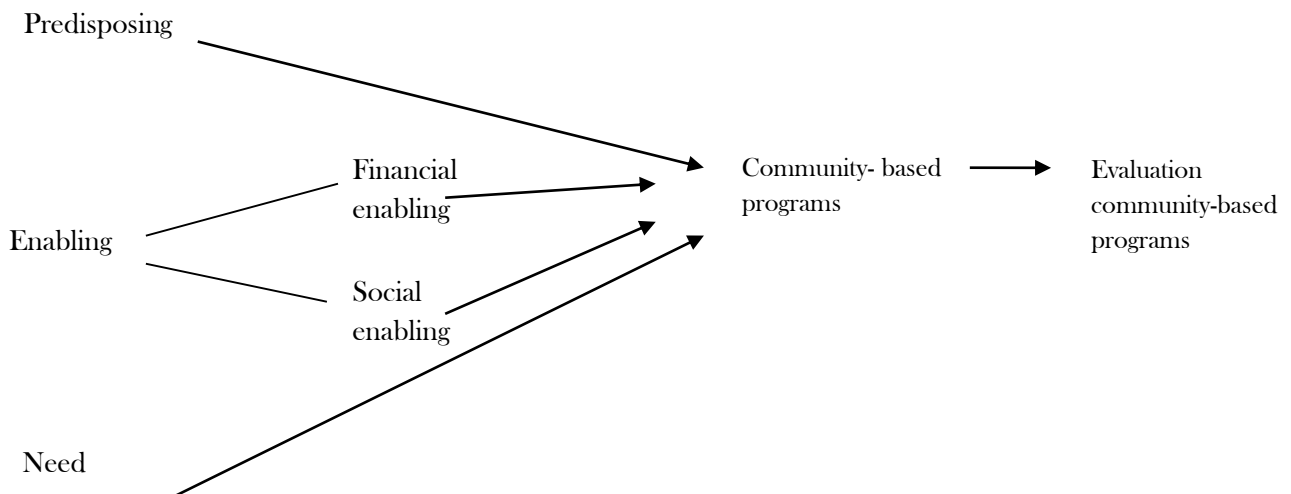 Predisposing
Financial
enabling
Community- based
programs
Evaluation
community-based
programs
Enabling
Social
enabling
Need